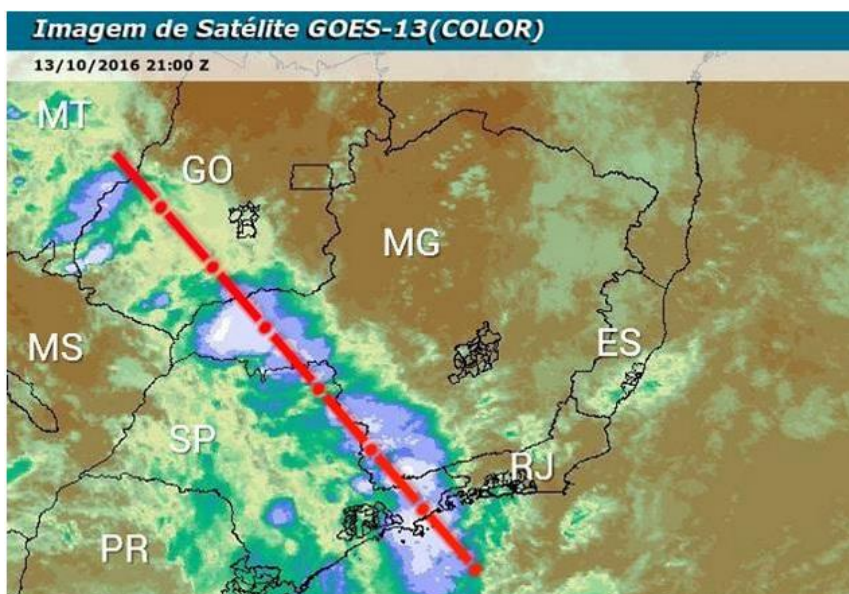 Imagem de Satélite GOES-13(COLOR)
13/10/2016 21:00 Z
MT
GO
MG
MS
ES
SP
RJ
PR